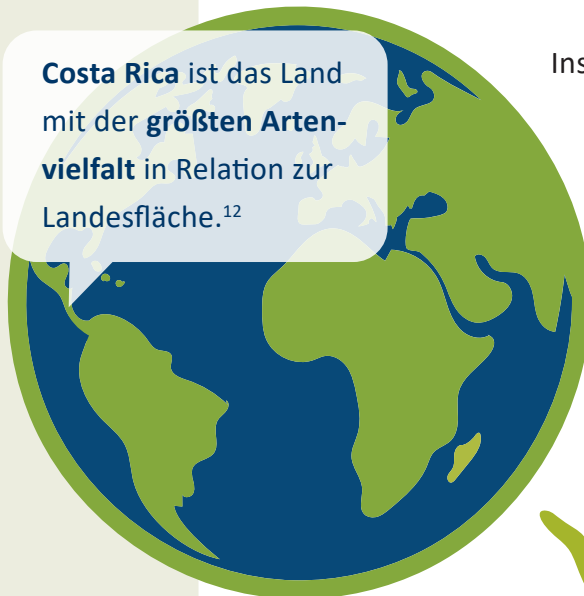 Costa Rica ist das Land
mit der größten Arten-
vielfalt in Relation zur
Landesfläche.¹²
Ins